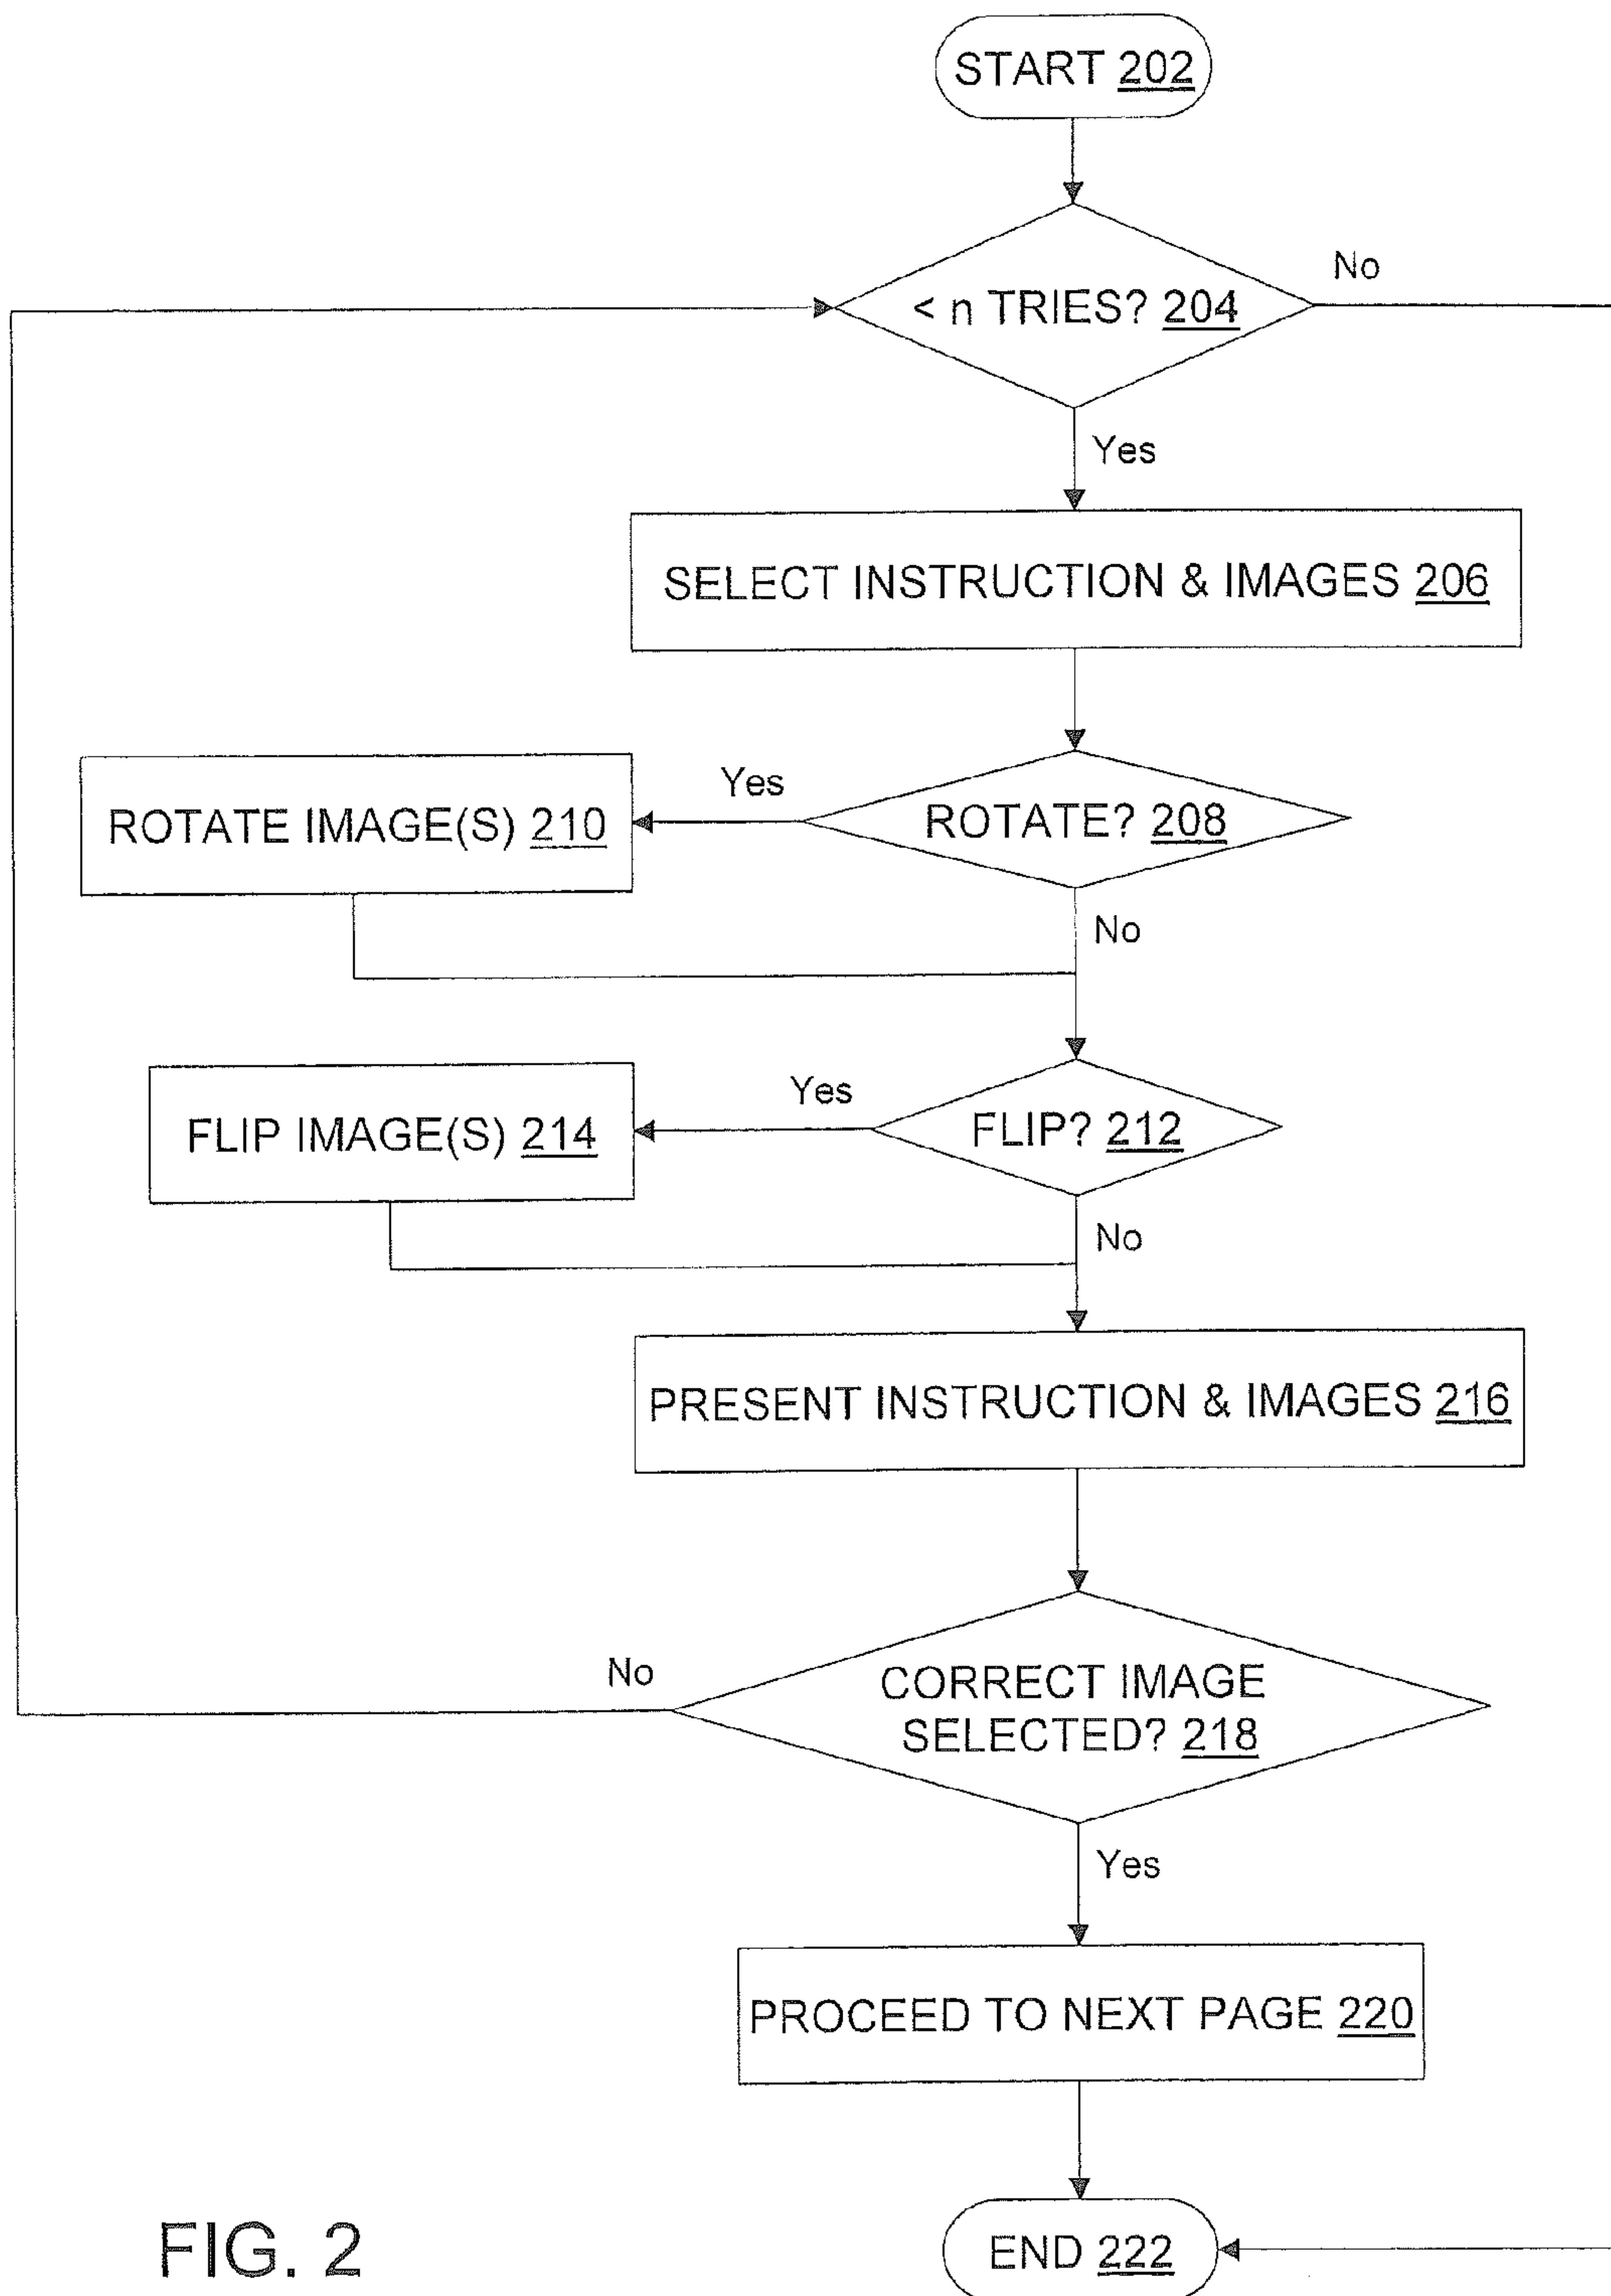 START 202
< n TRIES? 204
No
Yes
SELECT INSTRUCTION & IMAGES 206
ROTATE? 208
Yes
ROTATE IMAGE(S) 210
No
FLIP? 212
Yes
FLIP IMAGE(S) 214
No
PRESENT INSTRUCTION & IMAGES 216
CORRECT IMAGE
SELECTED? 218
No
Yes
PROCEED TO NEXT PAGE 220
END 222
FIG. 2